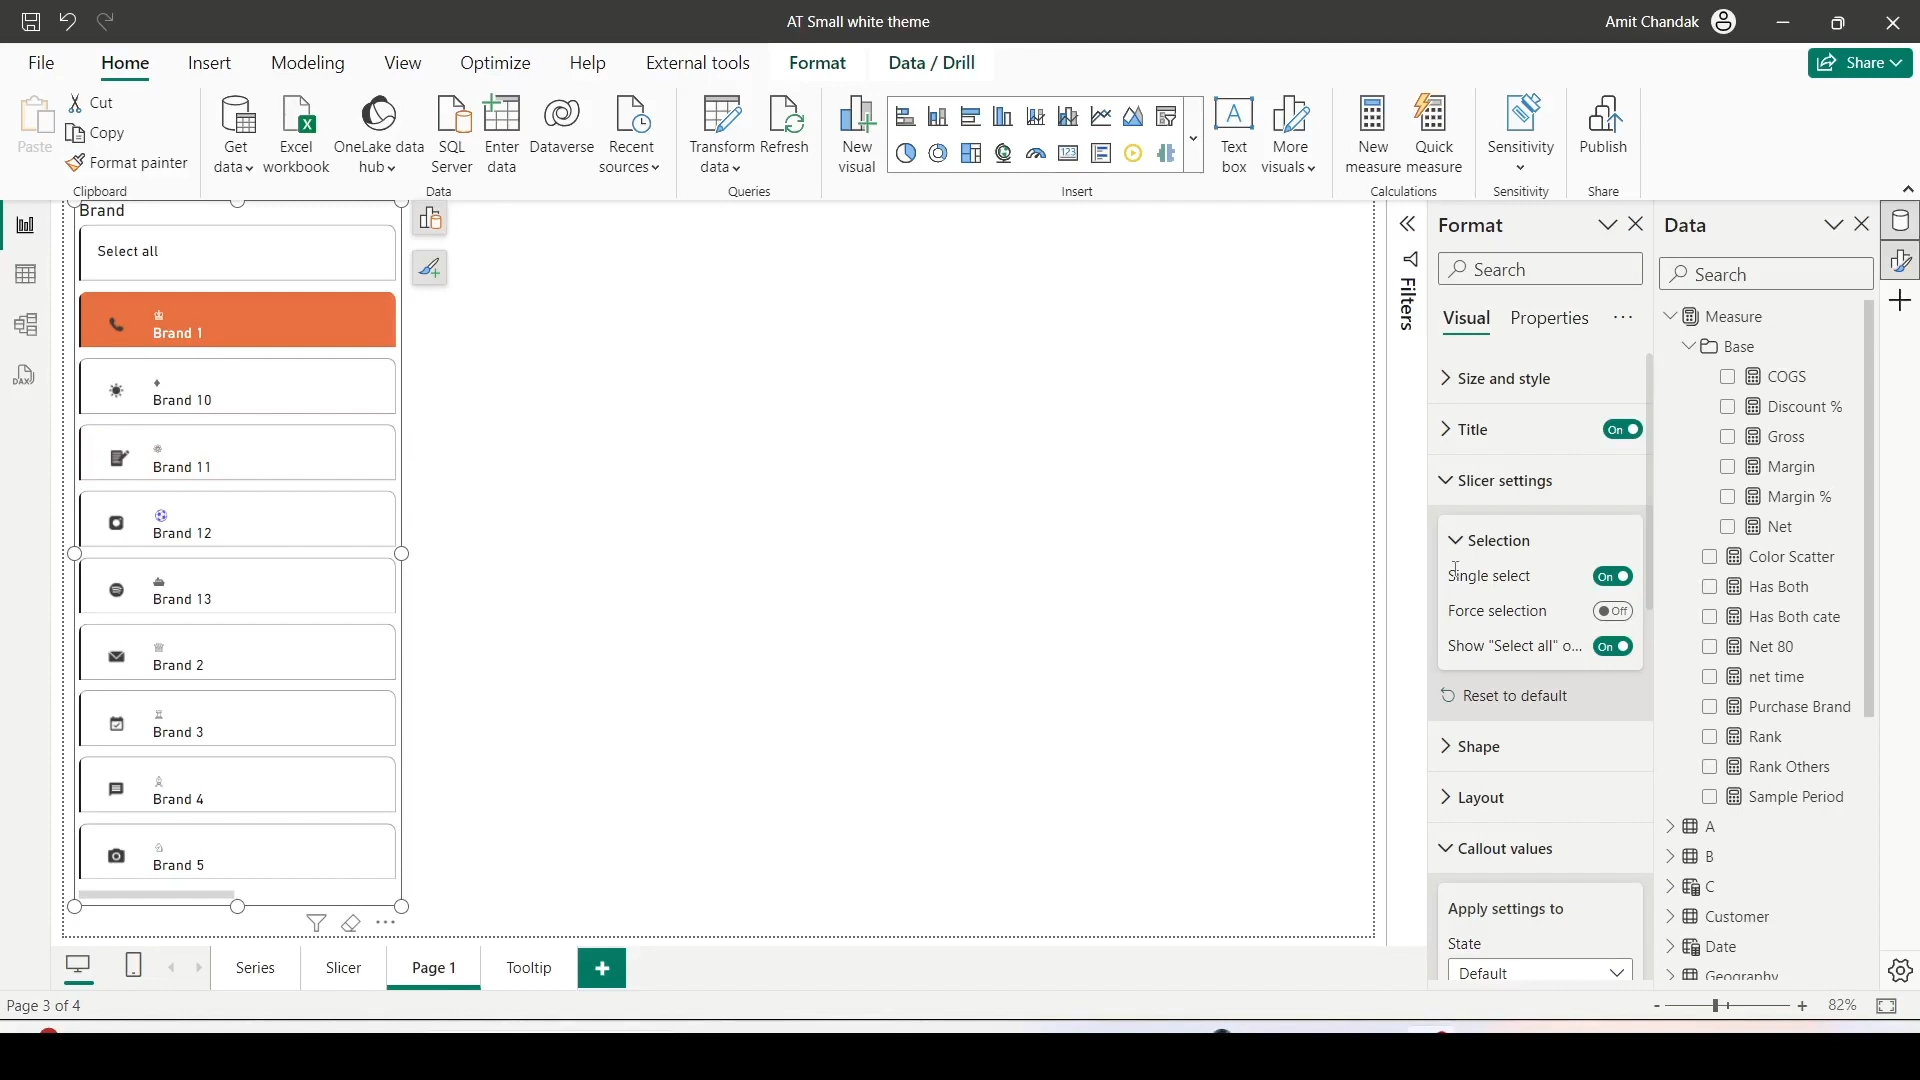 AT Small white theme
Amit Chandak
File
Home
Insert
Modeling
View
Optimize
Help
External tools
Format
Data / Drill
Share
Paste
Cut
Copy
Format painter
Clipboard
Get data
Excel workbook
OneLake data hub
SQL Server
Enter data
Dataverse
Recent sources
Data
Transform data
Refresh
Queries
New visual
123
Text box
More visuals
Insert
New measure
Quick measure
Calculations
Sensitivity
Sensitivity
Publish
Share
DAX
Brand
Select all
Brand 1
Brand 10
Brand 11
Brand 12
Brand 13
Brand 2
Brand 3
Brand 4
Brand 5
Filters
Format
Search
Visual
Properties
Size and style
Title
On
Slicer settings
Selection
Single select
On
Force selection
Off
Show "Select all" o...
On
Reset to default
Shape
Layout
Callout values
Apply settings to
State
Default
Data
Search
Measure
Base
COGS
Discount %
Gross
Margin
Margin %
Net
Color Scatter
Has Both
Has Both cate
Net 80
net time
Purchase Brand
Rank
Rank Others
Sample Period
A
B
C
Customer
Date
Geography
Series
Slicer
Page 1
Tooltip
Page 3 of 4
- + 82%